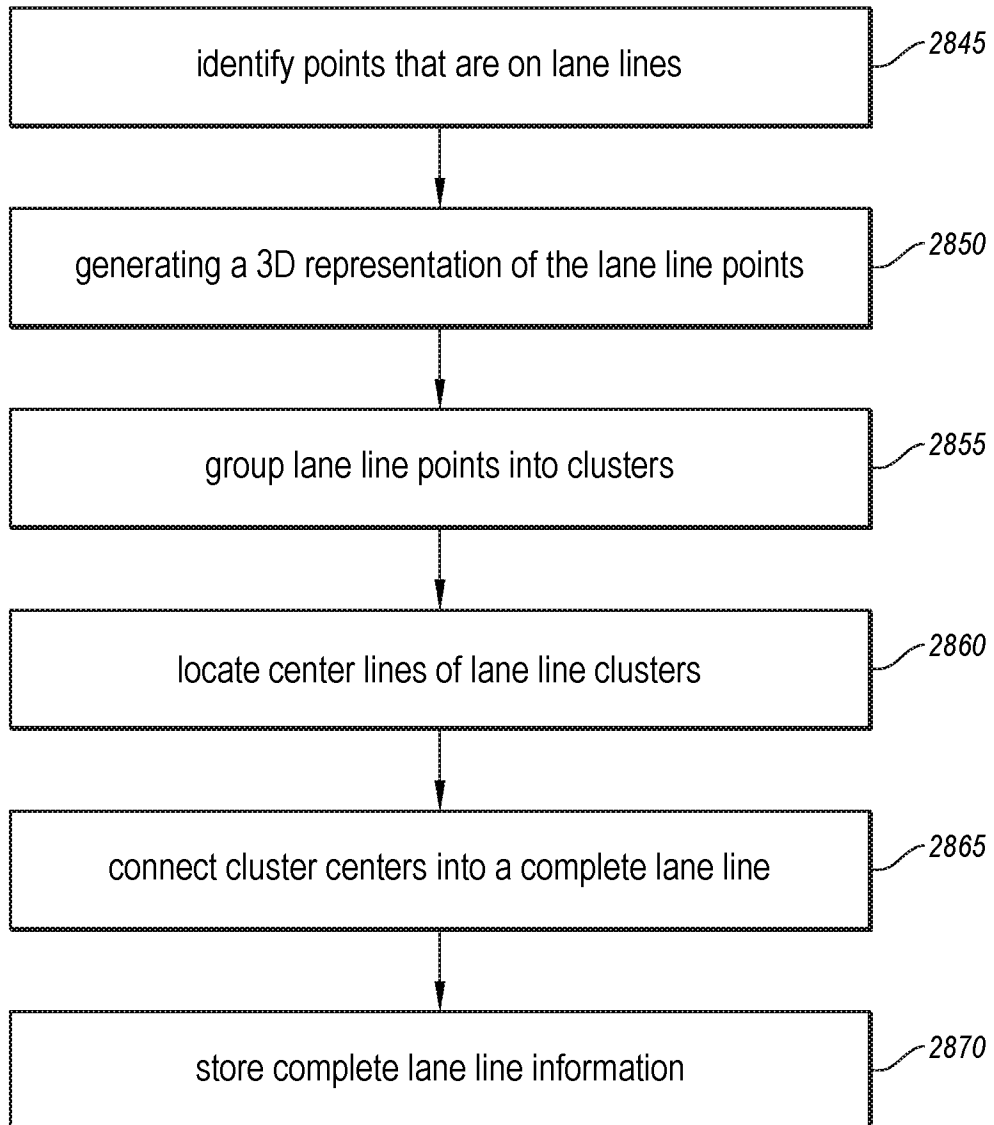 identify points that are on lane lines
2845
generating a 3D representation of the lane line points
2850
group lane line points into clusters
2855
locate center lines of lane line clusters
2860
connect cluster centers into a complete lane line
2865
store complete lane line information
2870